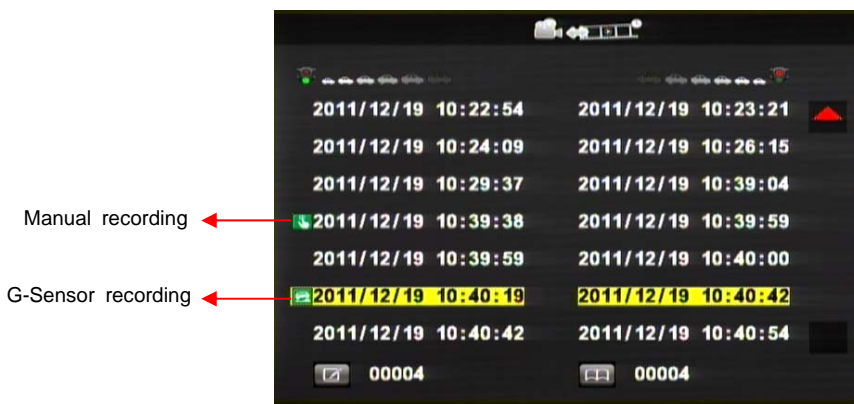 2011/12/19 10:22:54 2011/12/19 10:23:21
2011/12/19 10:24:09 2011/12/19 10:26:15
2011/12/19 10:29:37 2011/12/19 10:39:04
Manual recording 2011/12/19 10:39:38 2011/12/19 10:39:59
2011/12/19 10:39:59 2011/12/19 10:40:00
G-Sensor recording 2011/12/19 10:40:19 2011/12/19 10:40:42
2011/12/19 10:40:42 2011/12/19 10:40:54
00004 00004